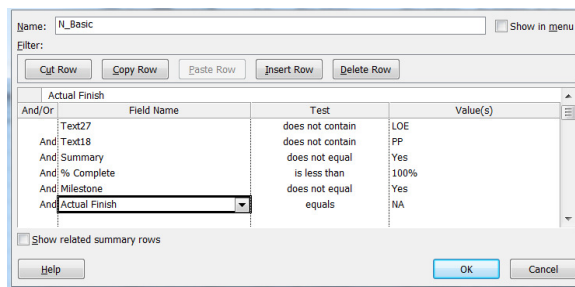 Name: N_Basic Show in menu
Filter:
Cut Row Copy Row Paste Row Insert Row Delete Row
Actual Finish
And/Or Field Name Test Value(s)
Text27 does not contain LOE
And Text18 does not contain PP
And Summary does not equal Yes
And % Complete is less than 100%
And Milestone does not equal Yes
And Actual Finish equals NA
Show related summary rows
Help OK Cancel